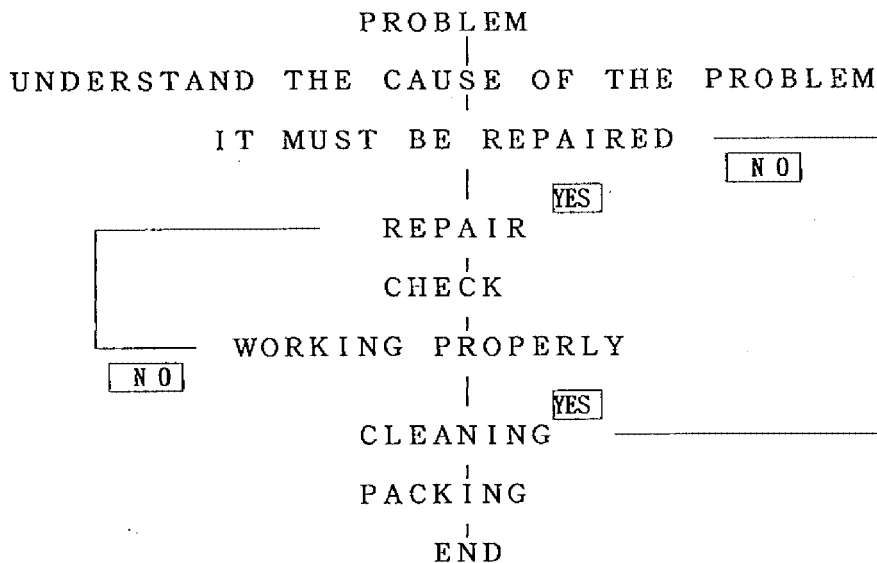 PROBLEM
UNDERSTAND THE CAUSE OF THE PROBLEM
IT MUST BE REPAIRED
NO
YES
REPAIR
CHECK
WORKING PROPERLY
NO
YES
CLEANING
PACKING
END